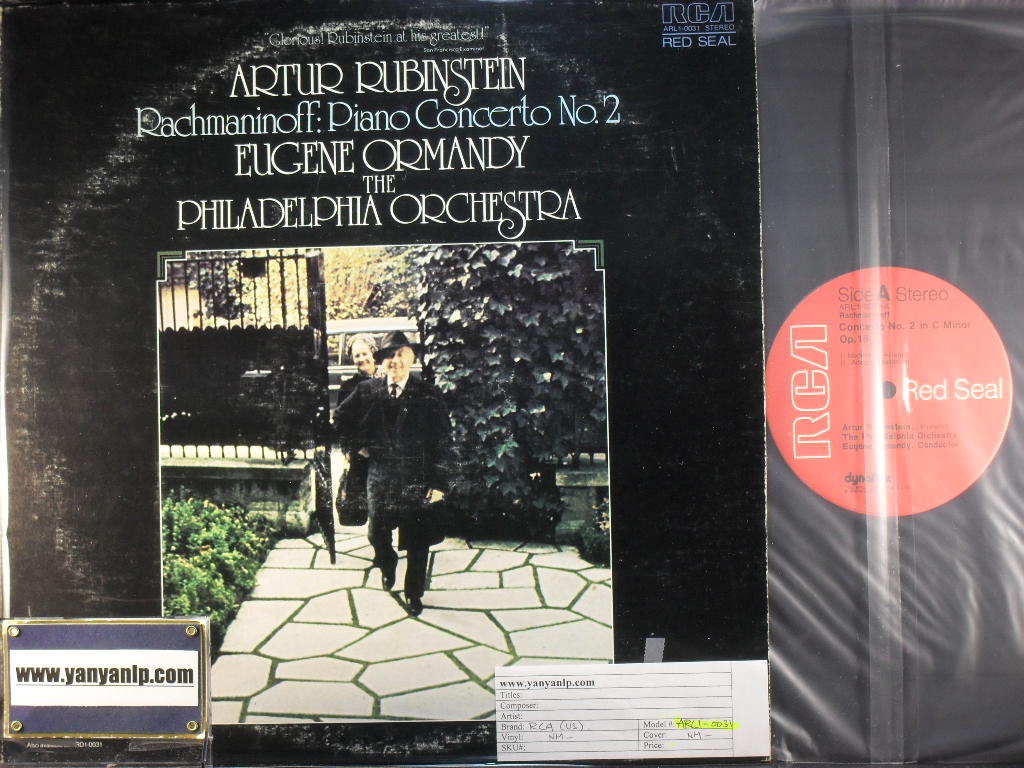 "Glorious! Rubinstein at his greatest!"
San Francisco Examiner
ARTUR RUBINSTEIN
Rachmaninoff: Piano Concerto No. 2
EUGENE ORMANDY
THE
PHILADELPHIA ORCHESTRA
RCA
ARL1-0031 STEREO
RED SEAL
Side A Stereo
Rachmaninoff
Concerto No. 2 in C Minor
Op. 18
RCA
Red Seal
Artur Rubinstein, Pianist
The Philadelphia Orchestra
Eugene Ormandy, Conductor
dynaflex
www.yanyanlp.com
Also
RD1-0031
www.yanyanlp.com
Titles:
Composer:
Artist:
Brand: RCA (US)
Model #: ARL1-0031
Vinyl: NM-
Cover: NM-
SKU#:
Price: